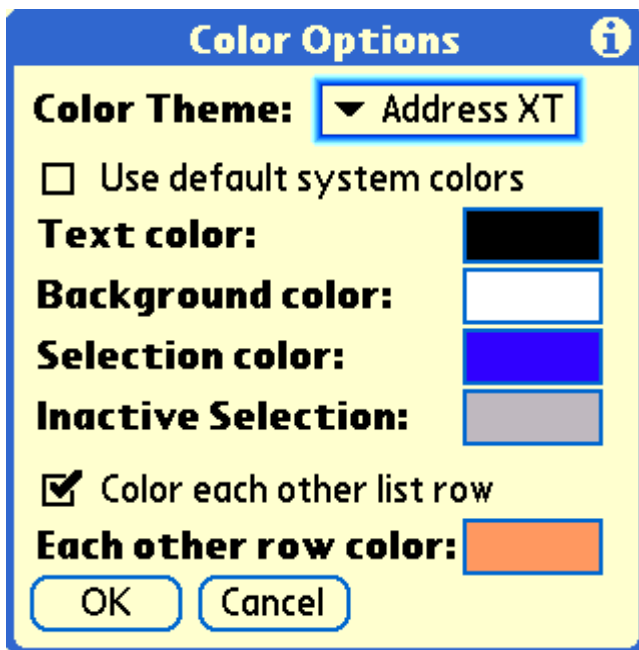 Color Options
Color Theme: Address XT
Use default system colors
Text color:
Background color:
Selection color:
Inactive Selection:
Color each other list row
Each other row color:
OK Cancel